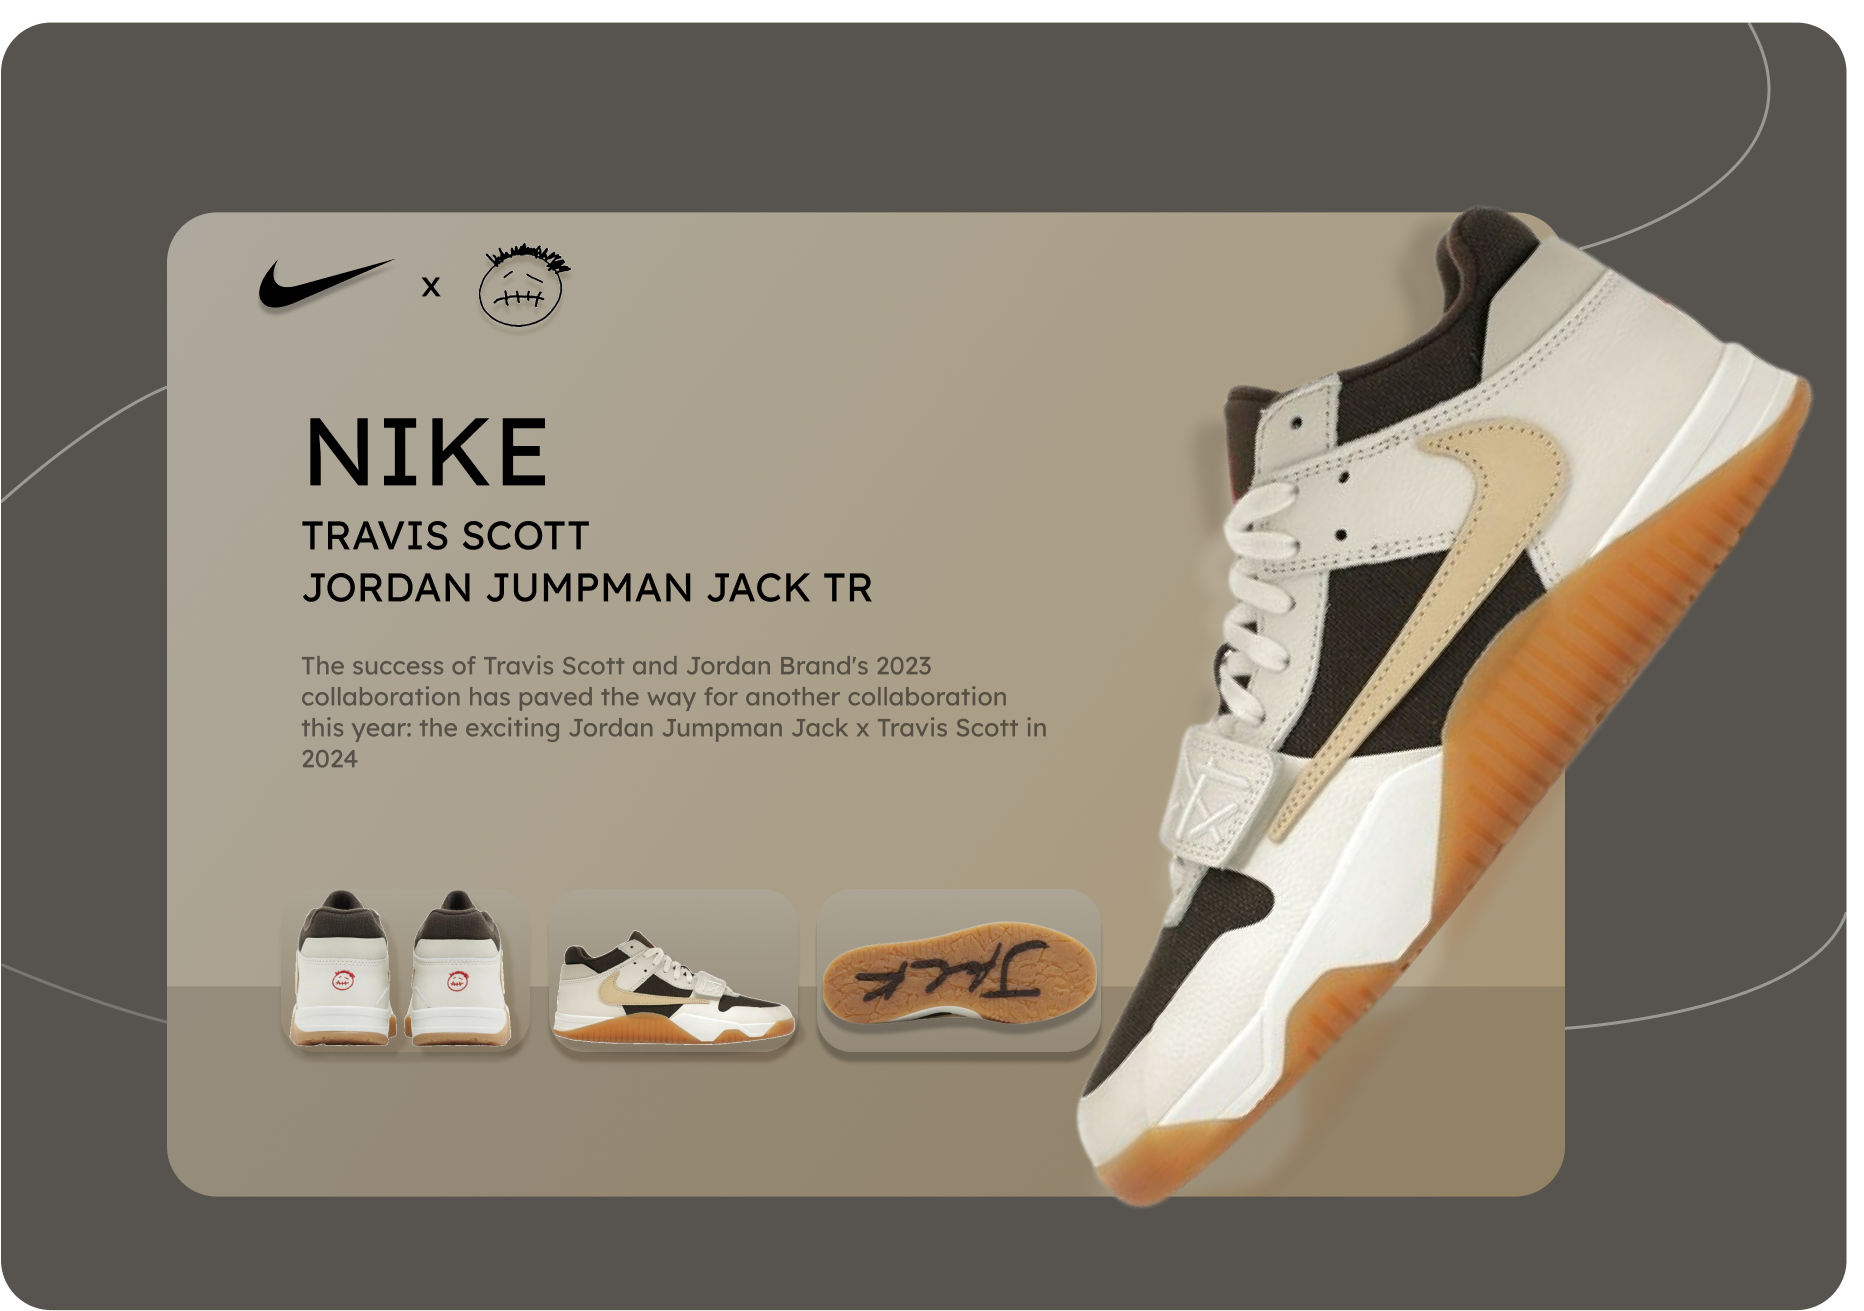 X
NIKE
TRAVIS SCOTT
JORDAN JUMPMAN JACK TR
The success of Travis Scott and Jordan Brand's 2023
collaboration has paved the way for another collaboration
this year: the exciting Jordan Jumpman Jack x Travis Scott in
2024
JACK